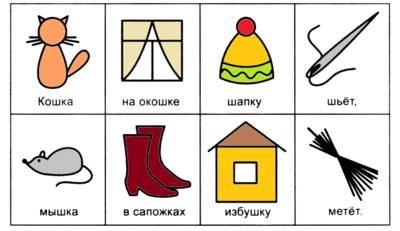 Кошка на окошке шапку шьёт,
мышка в сапожках избушку метёт.